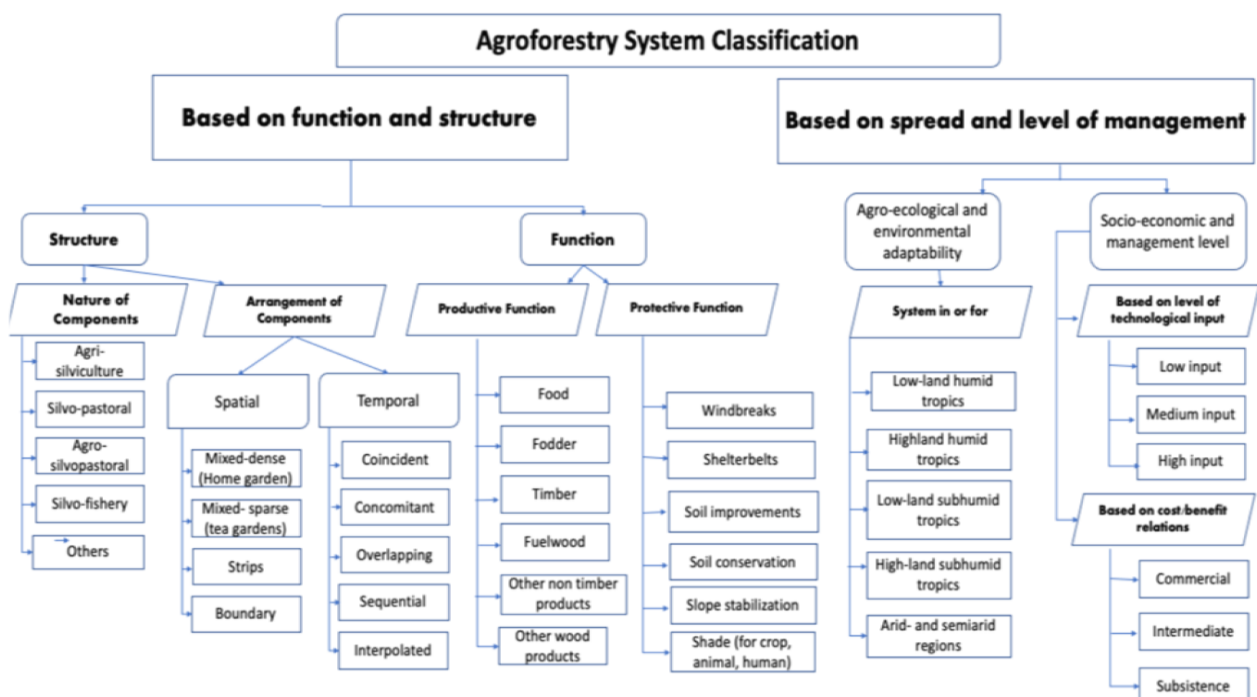 Agroforestry System Classification
Based on function and structure
Based on spread and level of management
Structure
Function
Agro-ecological and
environmental
adaptability
Socio-economic and
management level
Nature of
Components
Arrangement of
Components
Productive Function
Protective Function
System in or for
Based on level of
technological input
Agri-
silviculture
Silvo-pastoral
Agro-
silvopastoral
Silvo-fishery
Others
Spatial
Mixed-dense
(Home garden)
Mixed- sparse
(tea gardens)
Strips
Boundary
Temporal
Coincident
Concomitant
Overlapping
Sequential
Interpolated
Food
Fodder
Timber
Fuelwood
Other non timber
products
Other wood
products
Windbreaks
Shelterbelts
Soil improvements
Soil conservation
Slope stabilization
Shade (for crop,
animal, human)
Low-land humid
tropics
Highland humid
tropics
Low-land subhumid
tropics
High-land subhumid
tropics
Arid- and semiarid
regions
Low input
Medium input
High input
Based on cost/benefit
relations
Commercial
Intermediate
Subsistence